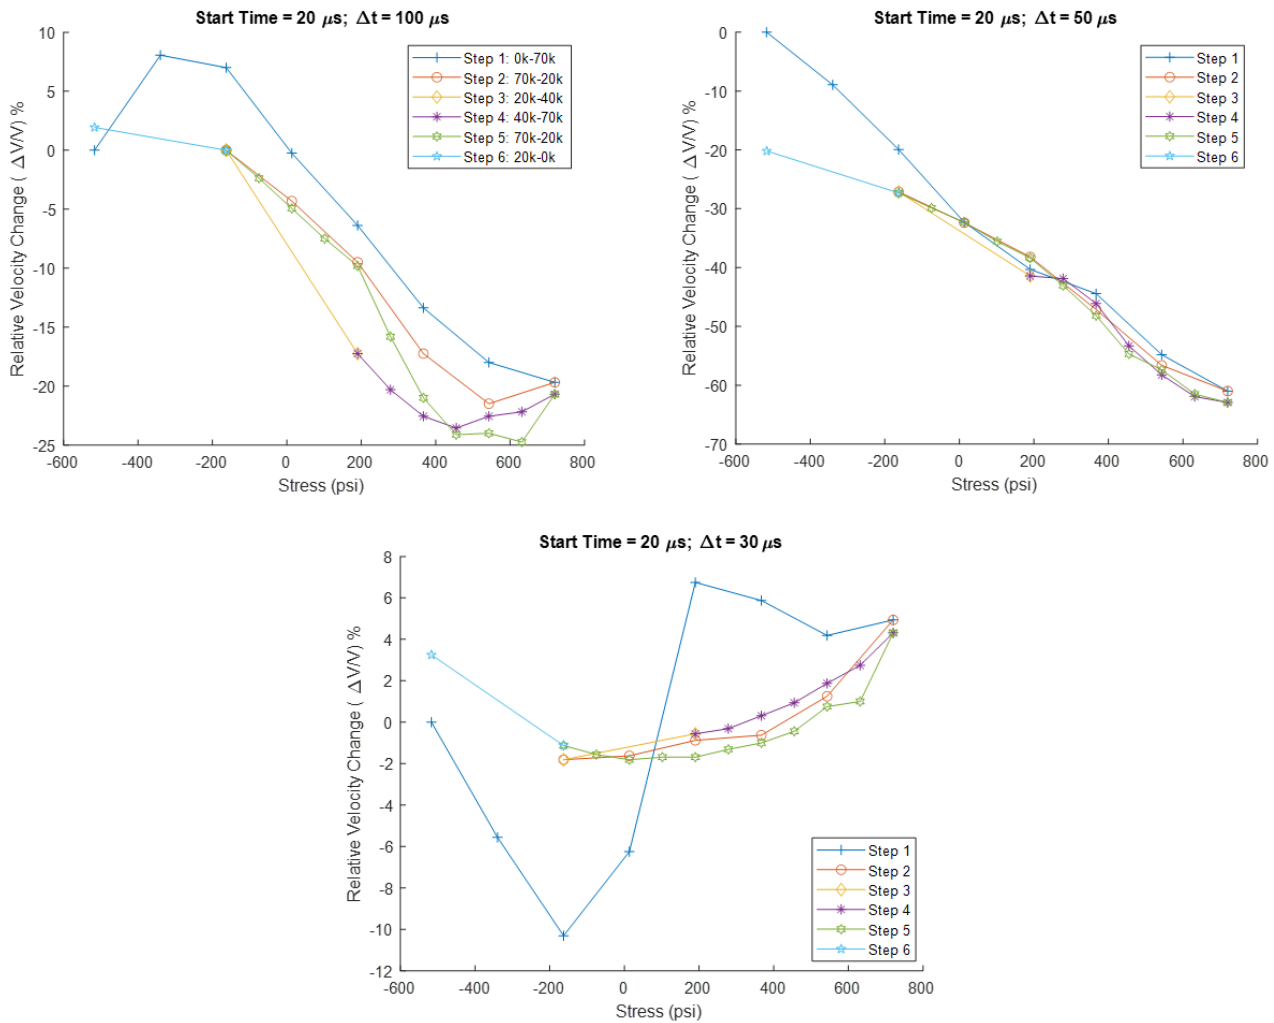 Start Time = 20 μs; Δt = 100 μs
Relative Velocity Change ( ΔV/V) %
10
5
0
-5
-10
-15
-20
-25
-600
-400
-200
0
200
400
600
800
Stress (psi)
Step 1: 0k-70k
Step 2: 70k-20k
Step 3: 20k-40k
Step 4: 40k-70k
Step 5: 70k-20k
Step 6: 20k-0k
Start Time = 20 μs; Δt = 50 μs
Relative Velocity Change ( ΔV/V) %
0
-10
-20
-30
-40
-50
-60
-70
-600
-400
-200
0
200
400
600
800
Stress (psi)
Step 1
Step 2
Step 3
Step 4
Step 5
Step 6
Start Time = 20 μs; Δt = 30 μs
Relative Velocity Change ( ΔV/V) %
8
6
4
2
0
-2
-4
-6
-8
-10
-12
-600
-400
-200
0
200
400
600
800
Stress (psi)
Step 1
Step 2
Step 3
Step 4
Step 5
Step 6